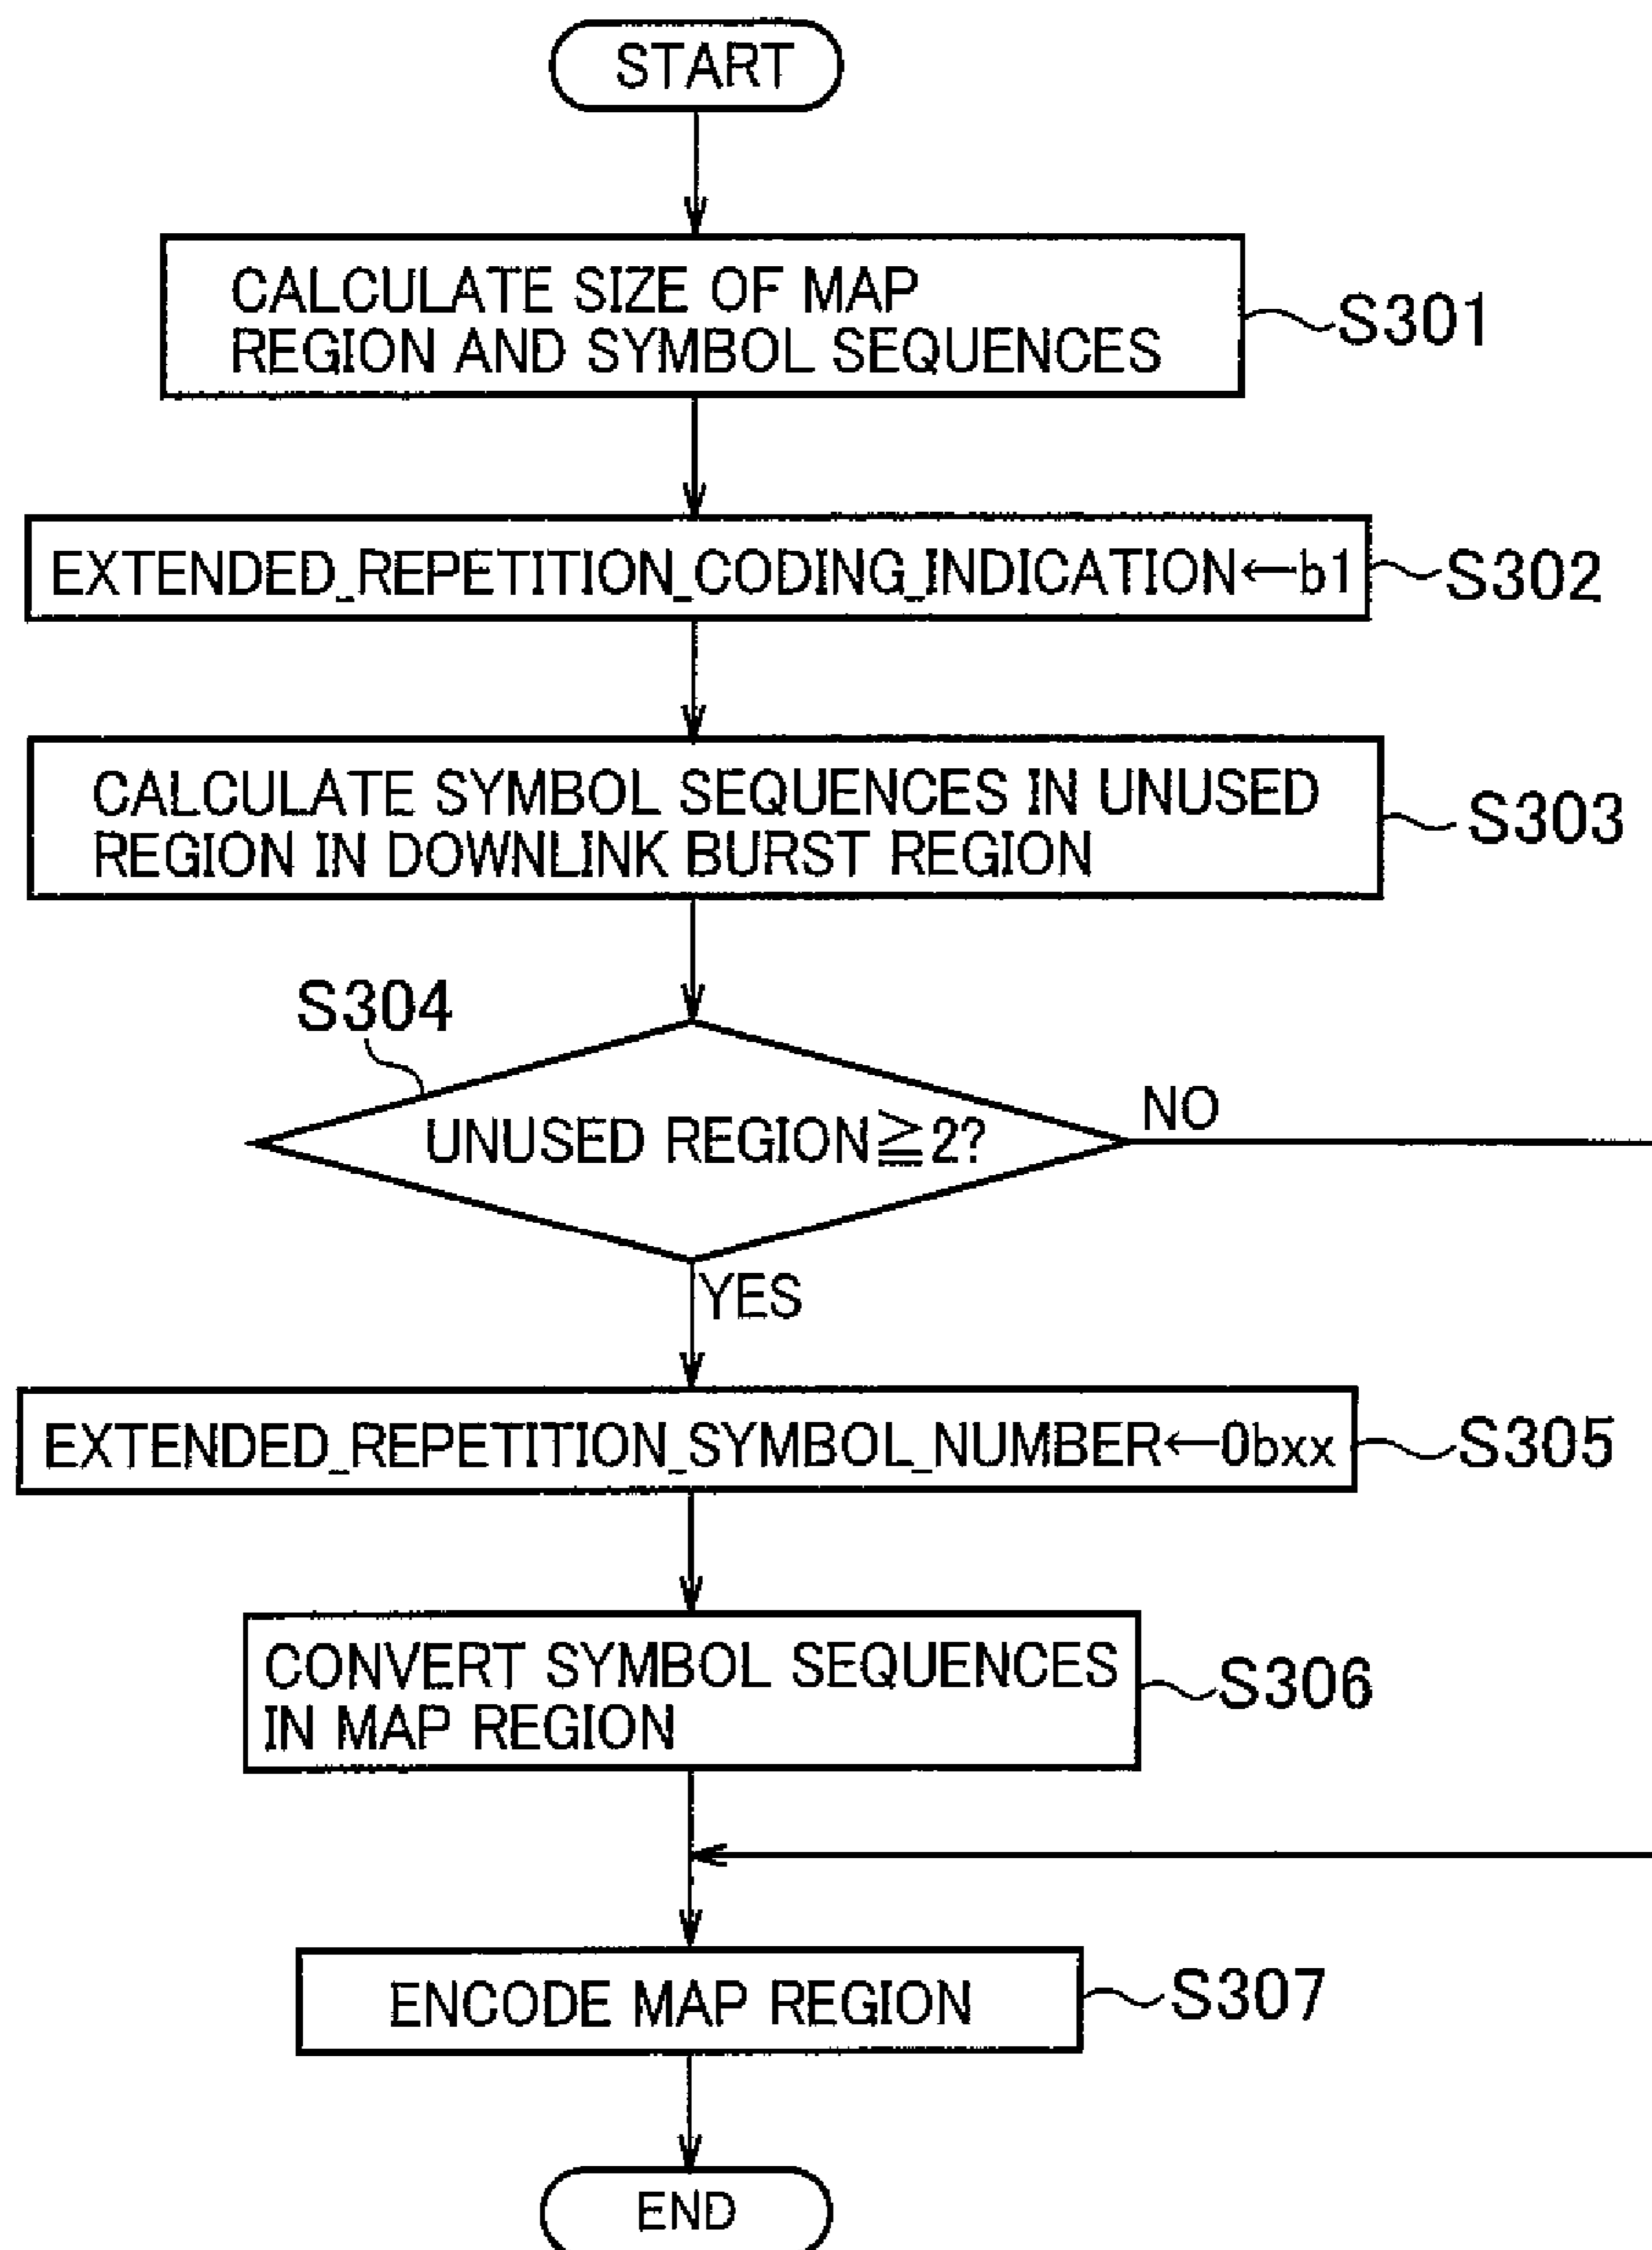 START
CALCULATE SIZE OF MAP
REGION AND SYMBOL SEQUENCES
S301
EXTENDED_REPETITION_CODING_INDICATION←b1
S302
CALCULATE SYMBOL SEQUENCES IN UNUSED
REGION IN DOWNLINK BURST REGION
S303
S304
UNUSED REGION≧2?
NO
YES
EXTENDED_REPETITION_SYMBOL_NUMBER←0bxx
S305
CONVERT SYMBOL SEQUENCES
IN MAP REGION
S306
ENCODE MAP REGION
S307
END